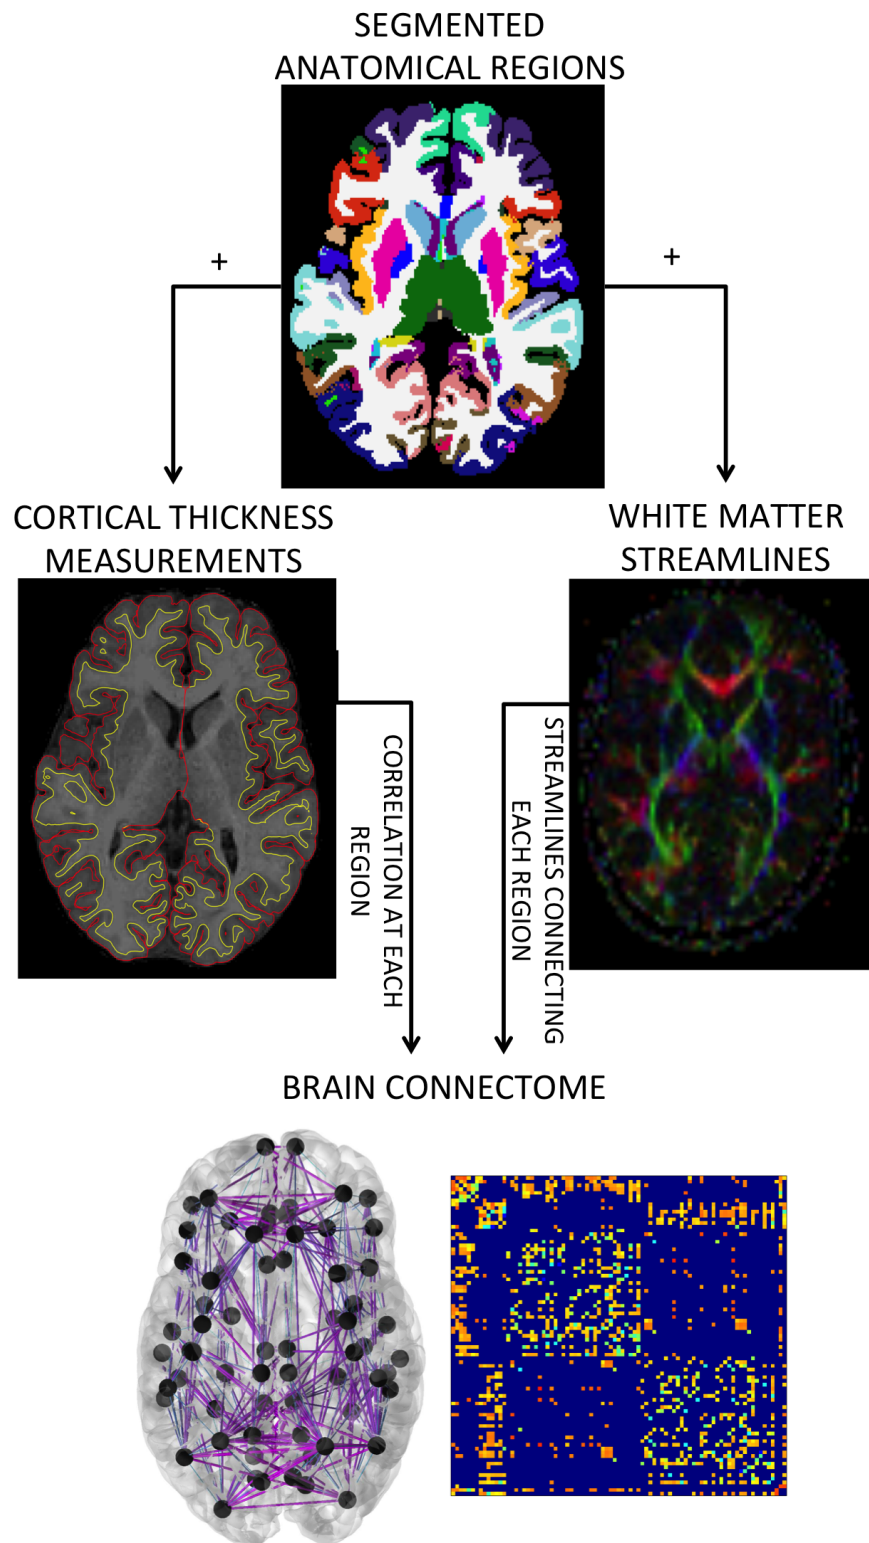 SEGMENTED
ANATOMICAL REGIONS
+
+
CORTICAL THICKNESS
MEASUREMENTS
WHITE MATTER
STREAMLINES
CORRELATION AT EACH
REGION
STREAMLINES CONNECTING
EACH REGION
BRAIN CONNECTOME